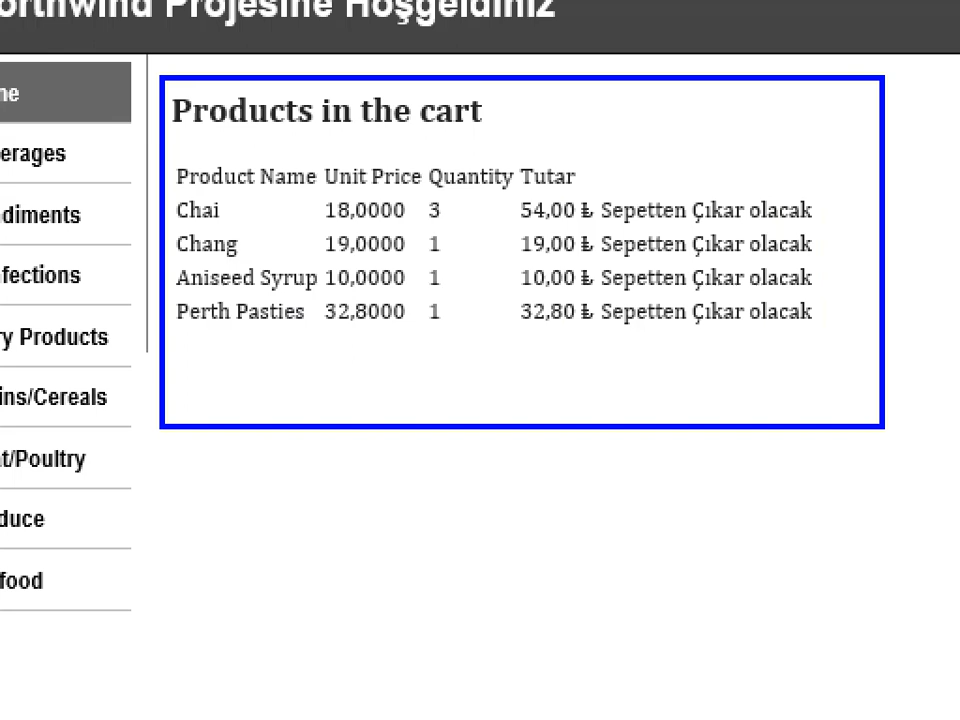 orthwind Projesine Hoşgeldiniz
ne
erages
diments
fections
ry Products
ins/Cereals
t/Poultry
duce
food
Products in the cart
Product Name Unit Price Quantity Tutar
Chai 18,0000 3 54,00 ₺ Sepetten Çıkar olacak
Chang 19,0000 1 19,00 ₺ Sepetten Çıkar olacak
Aniseed Syrup 10,0000 1 10,00 ₺ Sepetten Çıkar olacak
Perth Pasties 32,8000 1 32,80 ₺ Sepetten Çıkar olacak